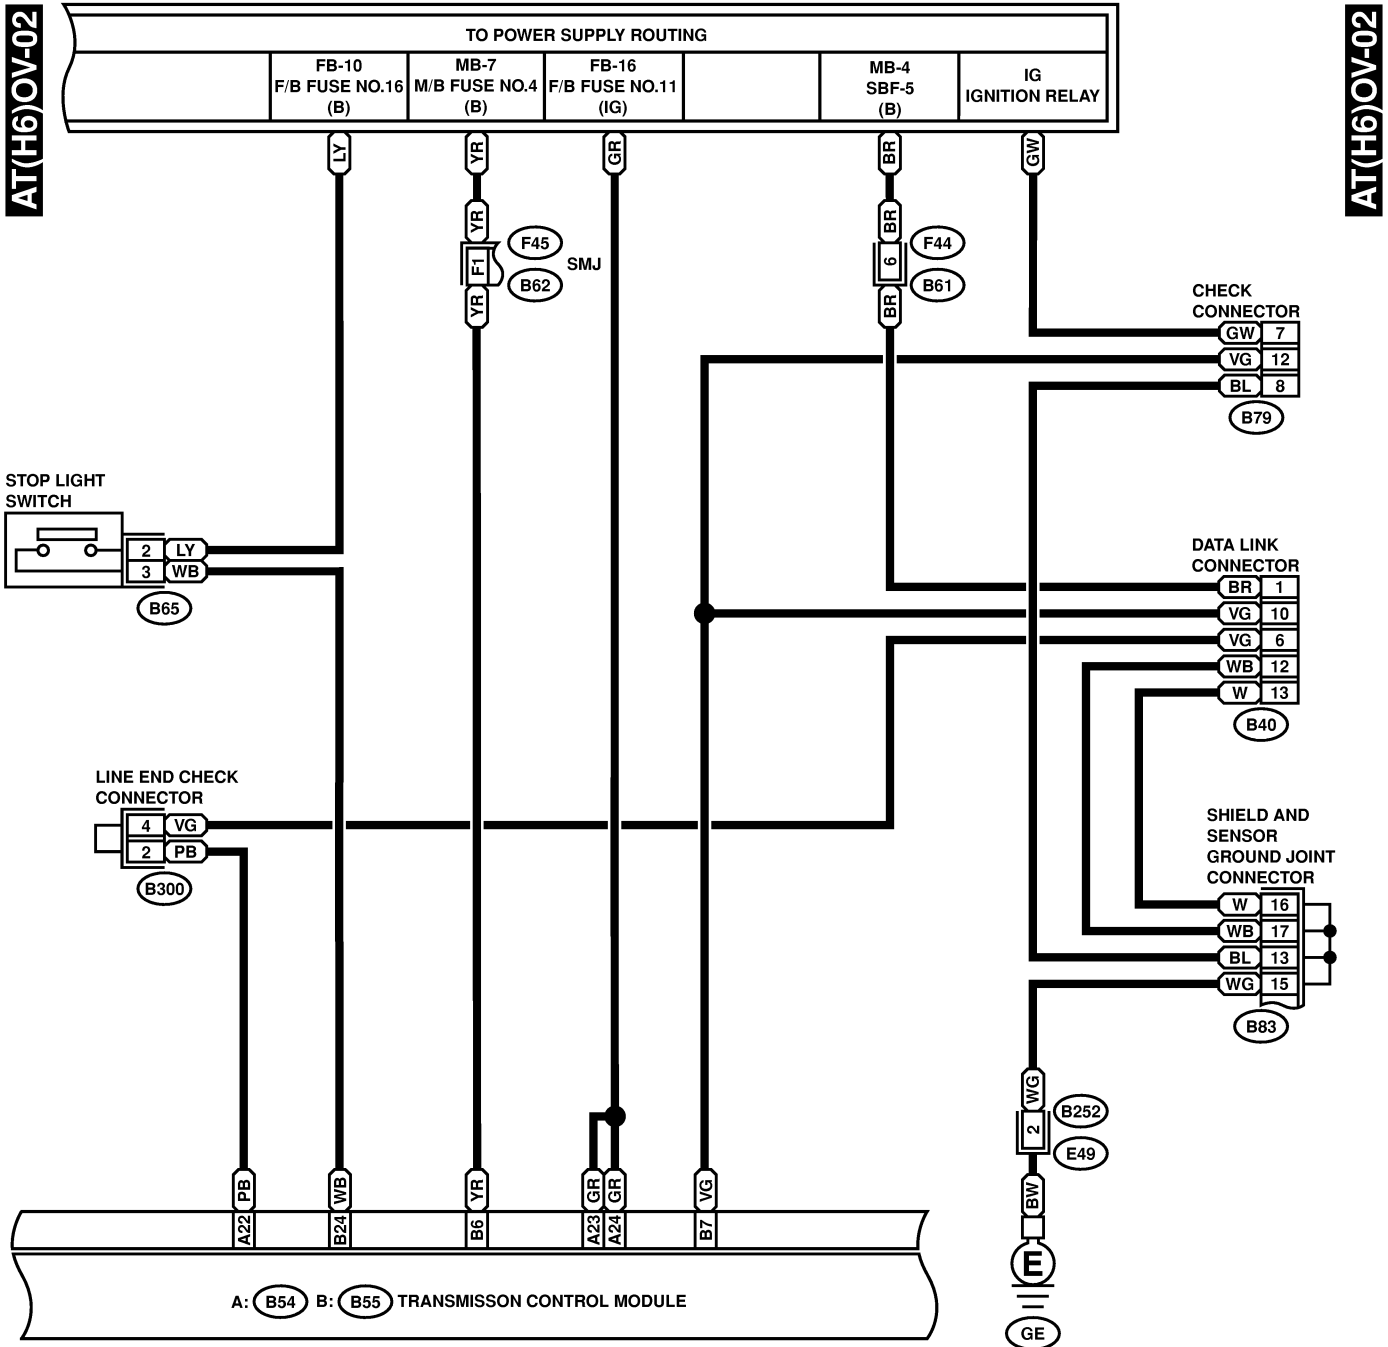 AT(H6)OV-02
AT(H6)OV-02
TO POWER SUPPLY ROUTING
FB-10
F/B FUSE NO.16
(B)
MB-7
M/B FUSE NO.4
(B)
FB-16
F/B FUSE NO.11
(IG)
MB-4
SBF-5
(B)
IG
IGNITION RELAY
LY
YR
GR
BR
GW
YR
F1
YR
F45
B62
SMJ
BR
6
BR
F44
B61
CHECK
CONNECTOR
GW 7
VG 12
BL 8
B79
STOP LIGHT
SWITCH
2 LY
3 WB
B65
DATA LINK
CONNECTOR
BR 1
VG 10
VG 6
WB 12
W 13
B40
LINE END CHECK
CONNECTOR
4 VG
2 PB
B300
SHIELD AND
SENSOR
GROUND JOINT
CONNECTOR
W 16
WB 17
BL 13
WG 15
B83
WG
2
B252
E49
BW
E
GE
PB
WB
YR
GR
GR
VG
A22
B24
B6
A23
A24
B7
A: B54 B: B55 TRANSMISSON CONTROL MODULE